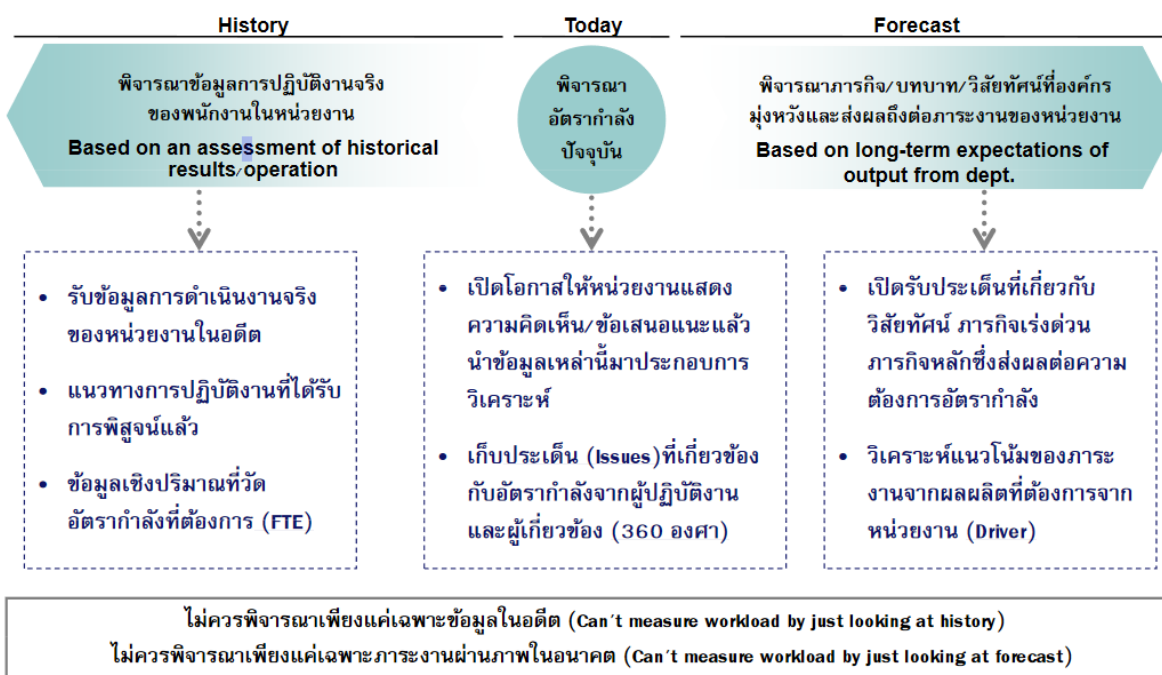 History
Today
Forecast
พิจารณาข้อมูลการปฏิบัติงานจริง
ของพนักงานในหน่วยงาน
Based on an assessment of historical
results/operation
พิจารณา
อัตรากำลัง
ปัจจุบัน
พิจารณาภารกิจ/บทบาท/วิสัยทัศน์ที่องค์กร
มุ่งหวังและส่งผลถึงต่อภาระงานของหน่วยงาน
Based on long-term expectations of
output from dept.
• รับข้อมูลการดำเนินงานจริง
ของหน่วยงานในอดีต
• แนวทางการปฏิบัติงานที่ได้รับ
การพิสูจน์แล้ว
• ข้อมูลเชิงปริมาณที่วัด
อัตรากำลังที่ต้องการ (FTE)
• เปิดโอกาสให้หน่วยงานแสดง
ความคิดเห็น/ข้อเสนอแนะแล้ว
นำข้อมูลเหล่านี้มาประกอบการ
วิเคราะห์
• เก็บประเด็น (Issues)ที่เกี่ยวข้อง
กับอัตรากำลังจากผู้ปฏิบัติงาน
และผู้เกี่ยวข้อง (360 องศา)
• เปิดรับประเด็นที่เกี่ยวกับ
วิสัยทัศน์ ภารกิจเร่งด่วน
ภารกิจหลักซึ่งส่งผลต่อความ
ต้องการอัตรากำลัง
• วิเคราะห์แนวโน้มของภาระ
งานจากผลผลิตที่ต้องการจาก
หน่วยงาน (Driver)
ไม่ควรพิจารณาเพียงแค่เฉพาะข้อมูลในอดีต (Can't measure workload by just looking at history)
ไม่ควรพิจารณาเพียงแค่เฉพาะภาระงานผ่านภาพในอนาคต (Can't measure workload by just looking at forecast)